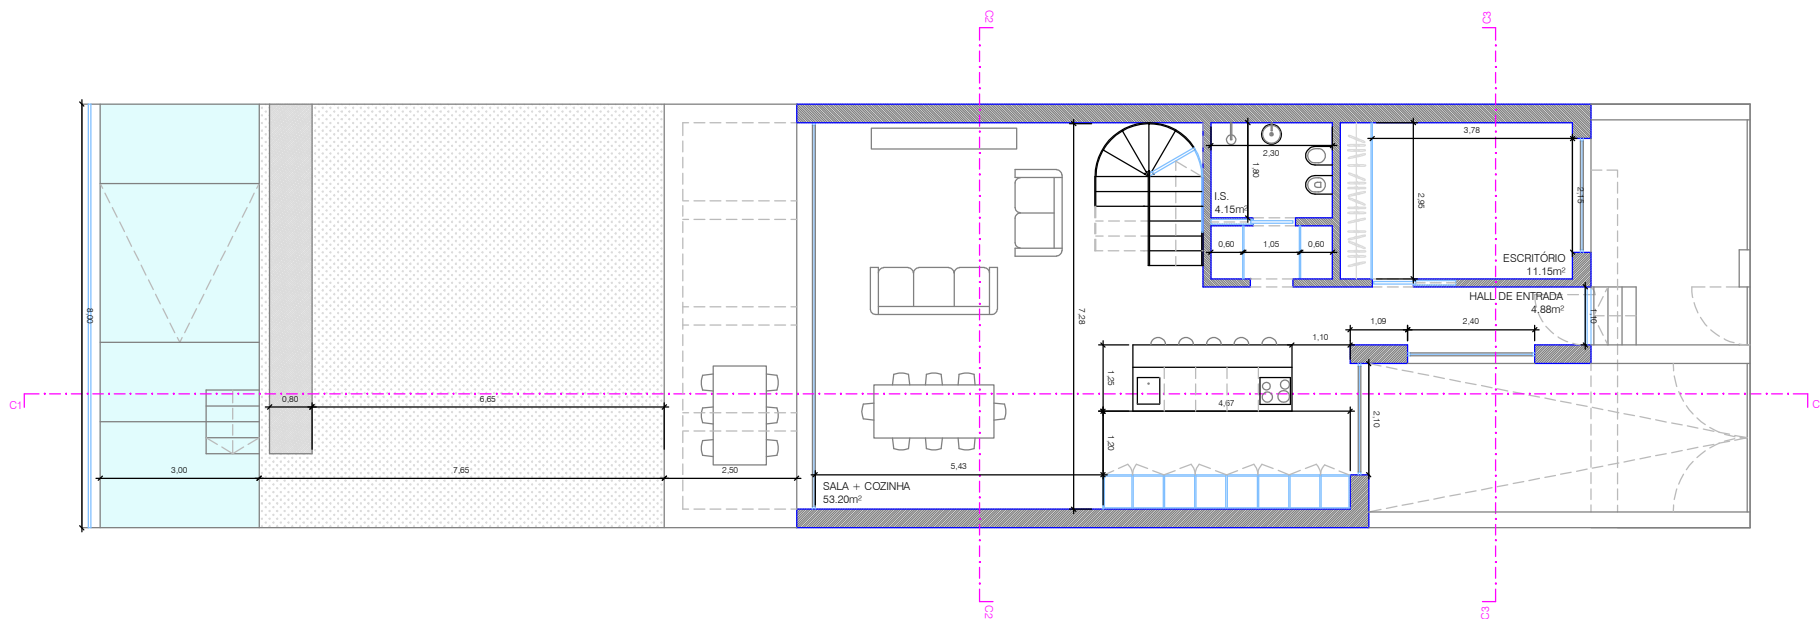 C2
C3
3,78
2,30
1,80
2,95
2,15
I.S.
4.15m²
0,60
1,05
0,60
ESCRITÓRIO
11.15m²
HALL DE ENTRADA
4.88m²
8,00
7,28
1,10
1,09
2,40
1,10
1,25
C1
0,80
6,65
4,67
2,10
C
1,20
3,00
7,65
2,50
5,43
SALA + COZINHA
53.20m²
C2
C3